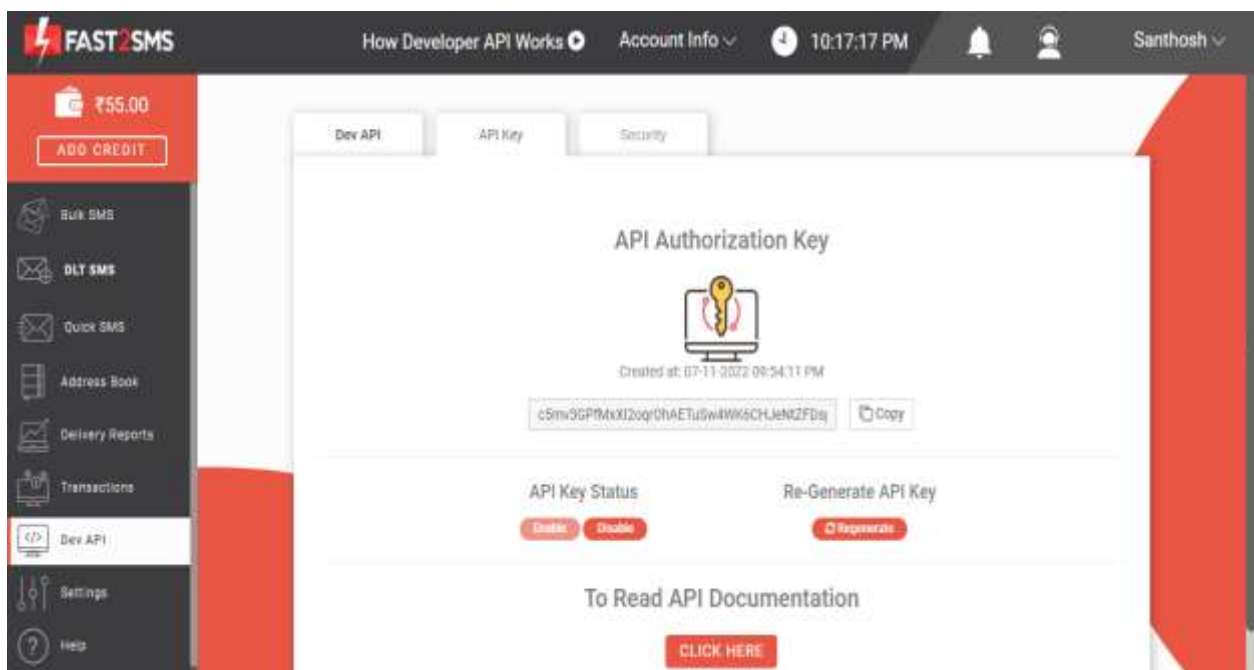 FAST2SMS
How Developer API Works
Account Info
10:17:17 PM
Santhosh
₹55.00
ADD CREDIT
Bulk SMS
DLT SMS
Quick SMS
Address Book
Delivery Reports
Transactions
Dev API
Settings
Help
Dev API
API Key
Security
API Authorization Key
Created at: 07-11-2022 09:54:11 PM
Copy
API Key Status
Re-Generate API Key
Enable
Disable
Regenerate
To Read API Documentation
CLICK HERE